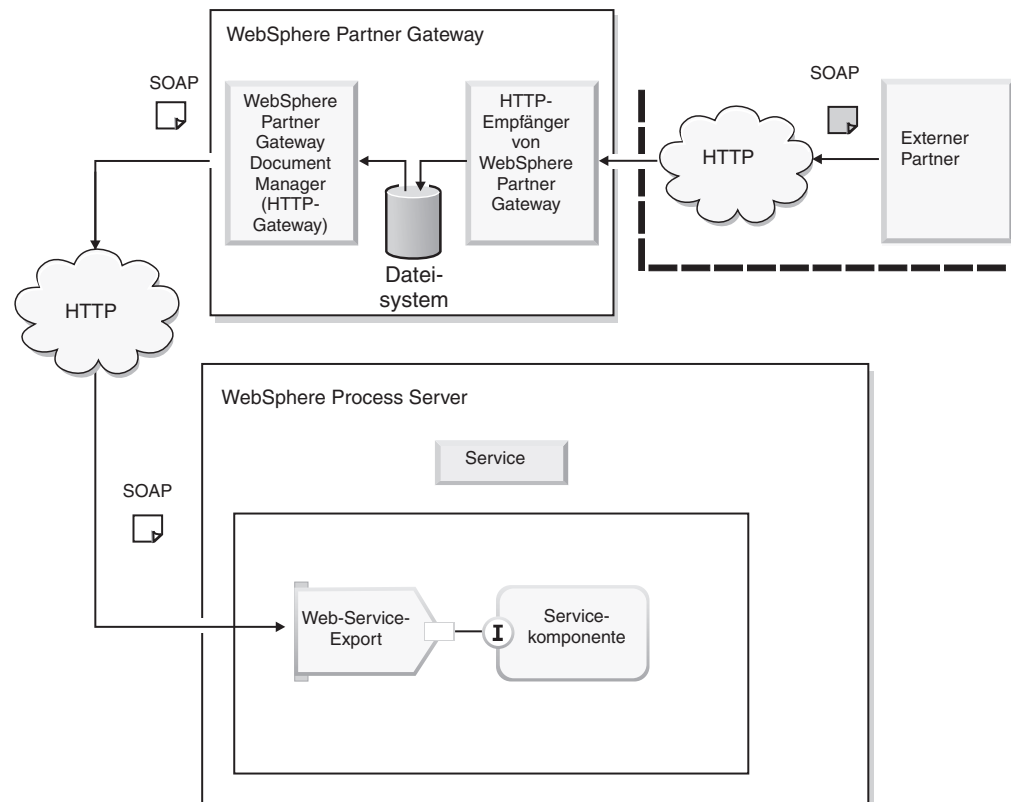 WebSphere Partner Gateway
SOAP
WebSphere
Partner
Gateway
Document
Manager
(HTTP-
Gateway)
Datei-
system
HTTP-
Empfänger
von
WebSphere
Partner
Gateway
HTTP
SOAP
Externer
Partner
HTTP
SOAP
WebSphere Process Server
Service
Web-Service-
Export
I
Service-
komponente